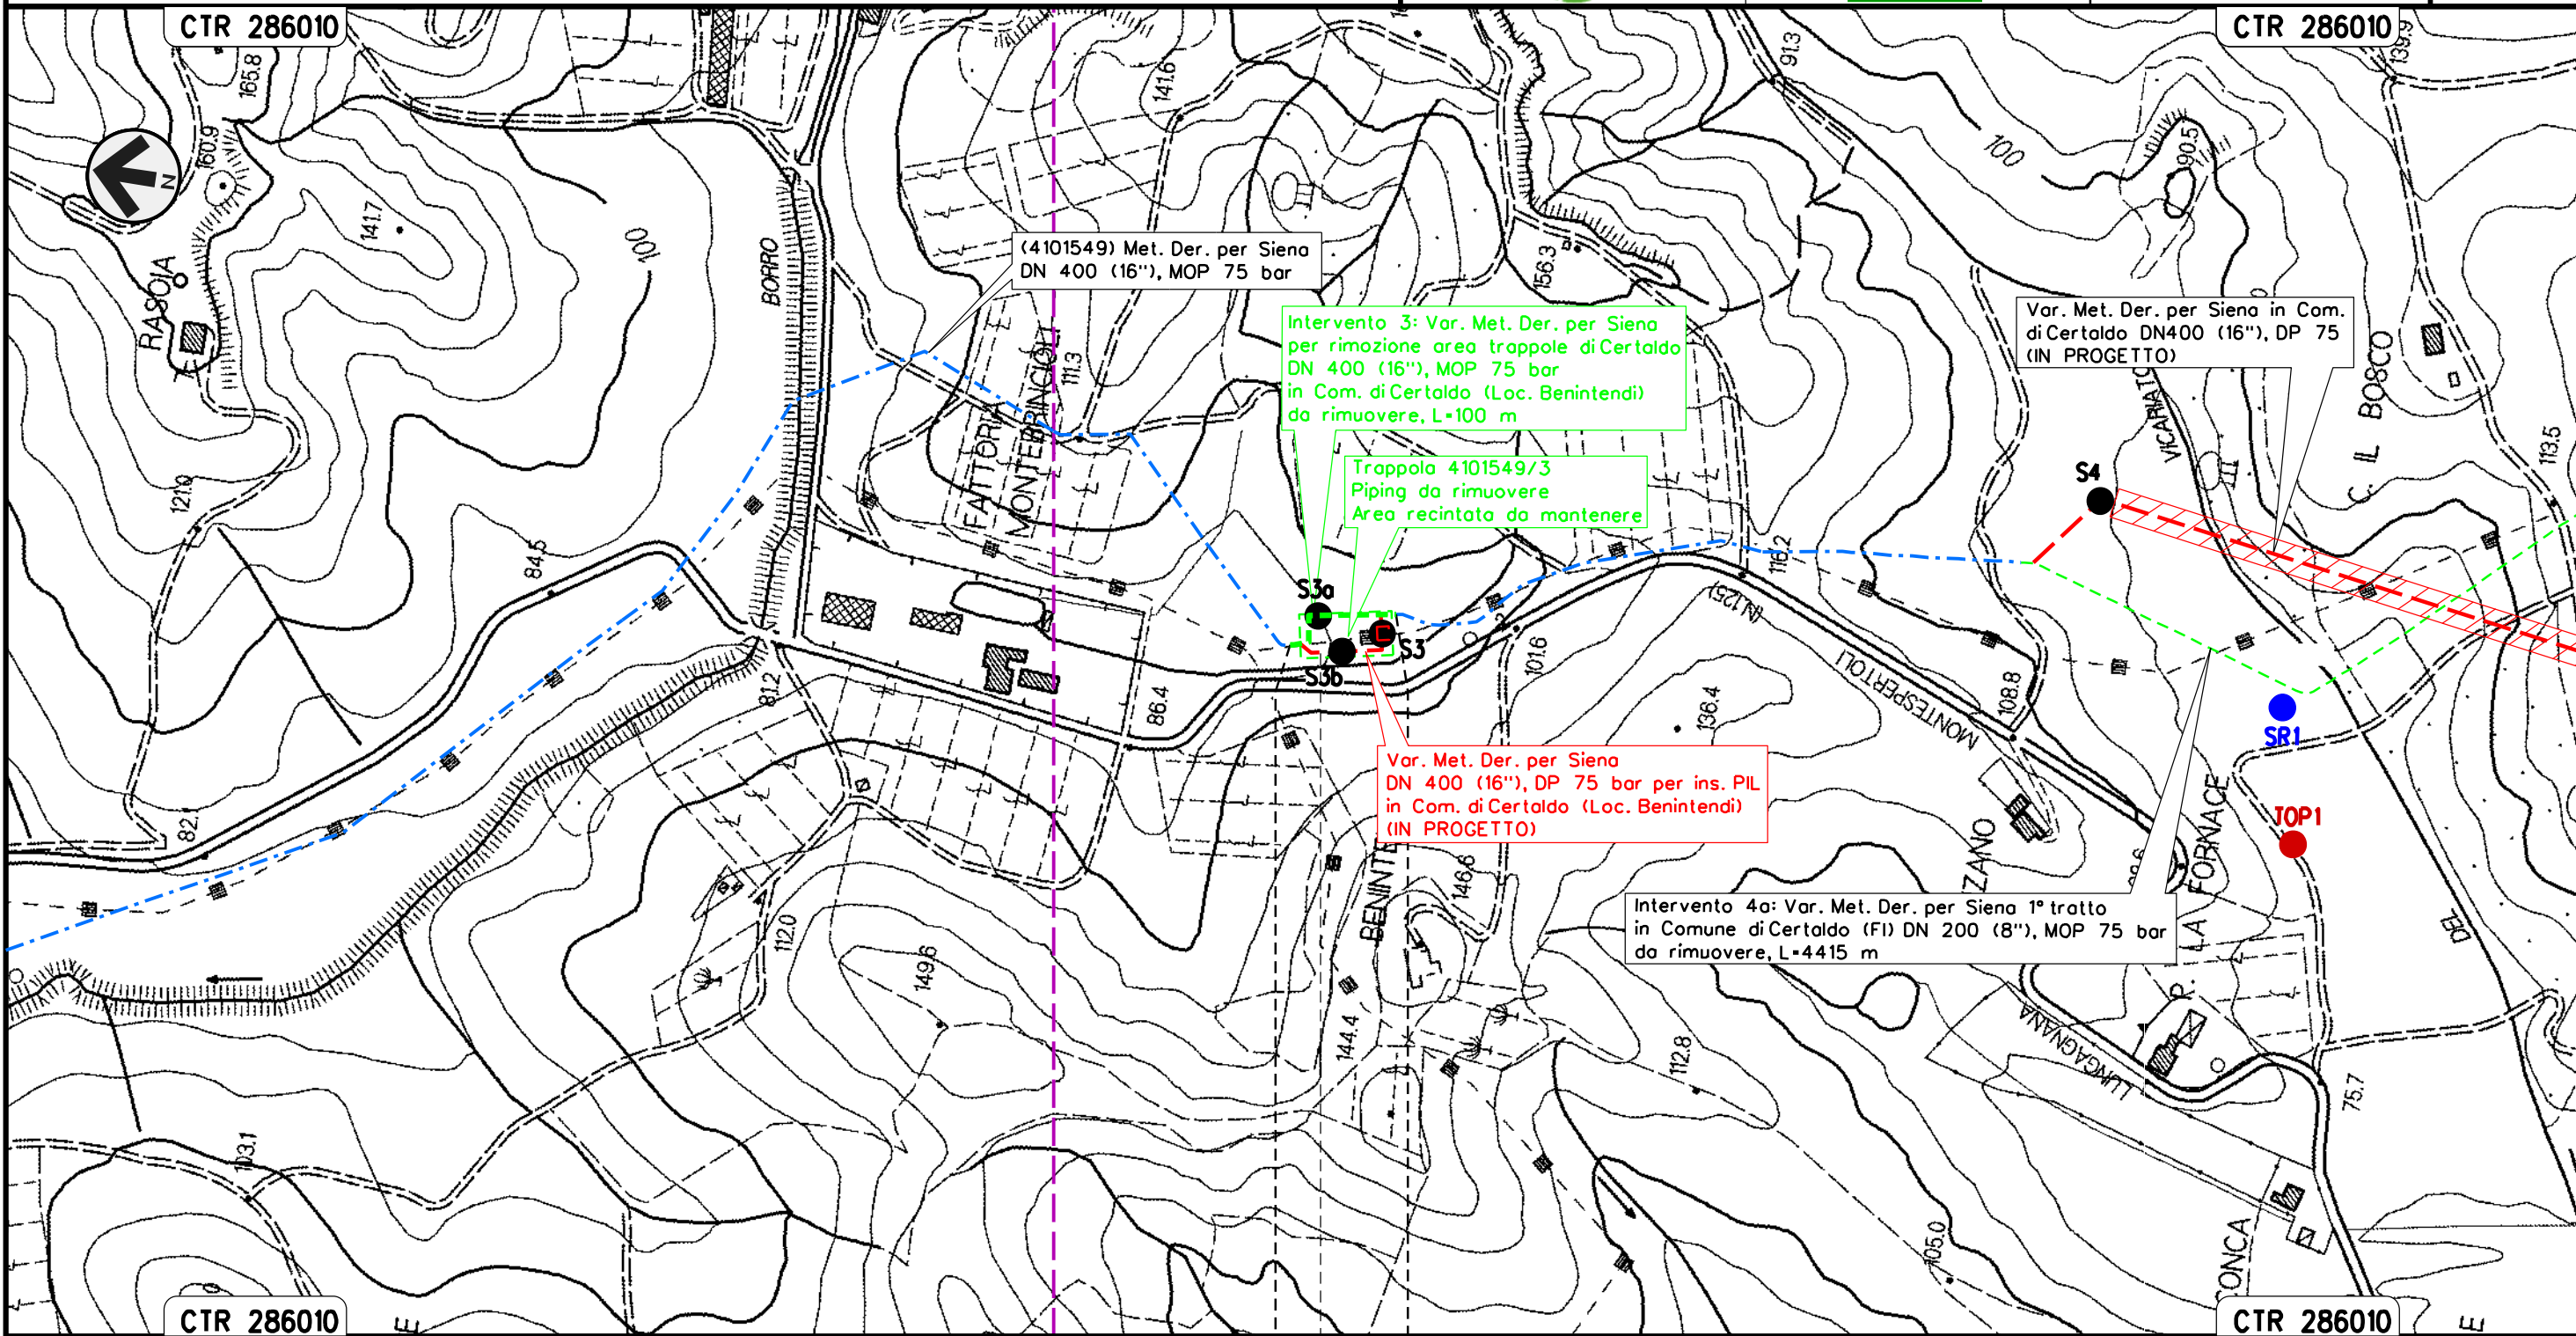 CTR 286010
CTR 286010
165.8
160.9
N
141.7
100
RASOIA
BORRO
141.6
91.3
100
90.5
139.9
(4101549) Met. Der. per Siena
DN 400 (16"), MOP 75 bar
156.3
Intervento 3: Var. Met. Der. per Siena
per rimozione area trappole di Certaldo
DN 400 (16"), MOP 75 bar
in Com. di Certaldo (Loc. Benintendi)
da rimuovere, L=100 m
Var. Met. Der. per Siena in Com.
di Certaldo DN400 (16"), DP 75
(IN PROGETTO)
111.3
FATTORIA
VICARIATO
C. IL BOSCO
113.5
Trappola 4101549/3
Piping da rimuovere
Area recintata da mantenere
S4
121.0
84.5
116.2
S3a
S3
S3b
(N.125)
MONTESPERTOLI
101.6
81.2
86.4
136.4
108.8
SR1
Var. Met. Der. per Siena
DN 400 (16"), DP 75 bar per ins. PIL
in Com. di Certaldo (Loc. Benintendi)
(IN PROGETTO)
TOP1
146.6
112.0
149.6
Intervento 4a: Var. Met. Der. per Siena 1° tratto
in Comune di Certaldo (FI) DN 200 (8"), MOP 75 bar
da rimuovere, L=4415 m
P. LA FORNACE
DEL
LUNGAGNANA
144.4
112.8
75.7
103.1
105.0
CONCA
CTR 286010
E
CTR 286010
E